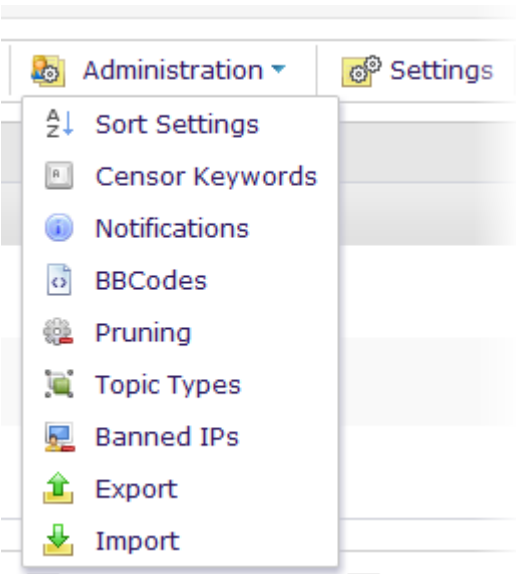 Administration Settings
Sort Settings
Censor Keywords
Notifications
BBCodes
Pruning
Topic Types
Banned IPs
Export
Import